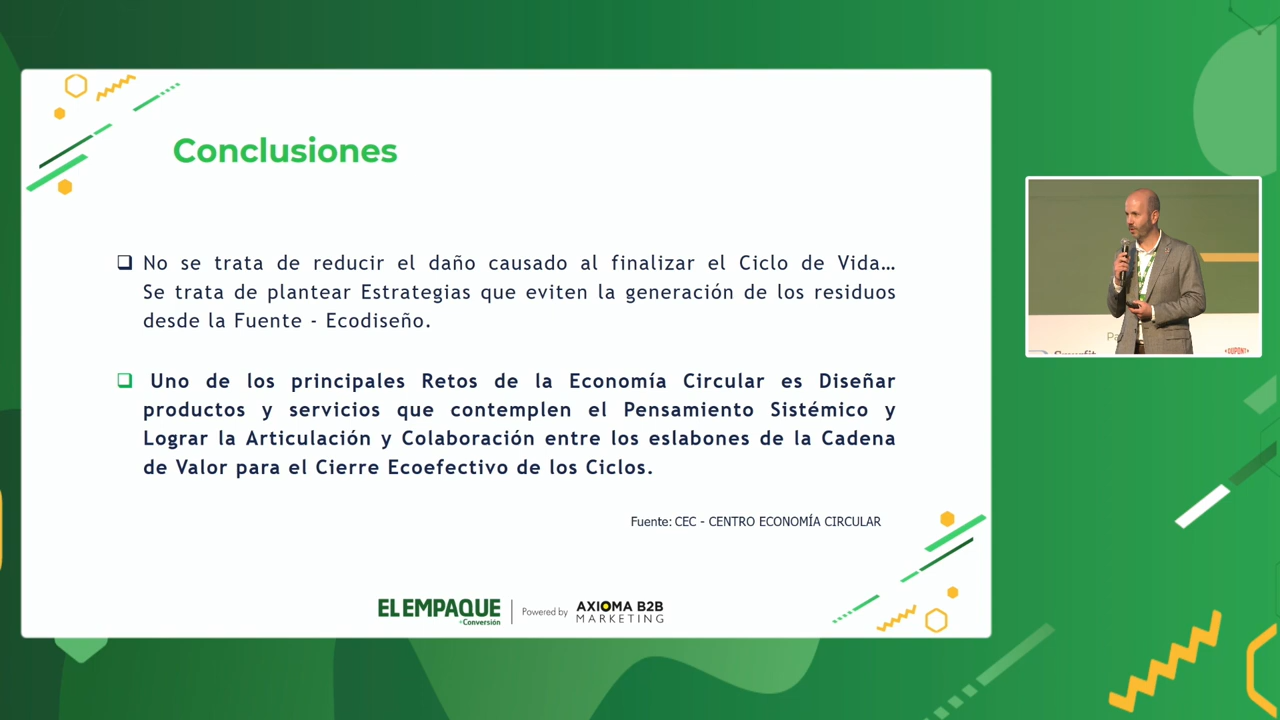 Conclusiones
No se trata de reducir el daño causado al finalizar el Ciclo de Vida…
Se trata de plantear Estrategias que eviten la generación de los residuos
desde la Fuente - Ecodiseño.
Uno de los principales Retos de la Economía Circular es Diseñar
productos y servicios que contemplen el Pensamiento Sistémico y
Lograr la Articulación y Colaboración entre los eslabones de la Cadena
de Valor para el Cierre Ecoefectivo de los Ciclos.
Fuente: CEC - CENTRO ECONOMÍA CIRCULAR
EL EMPAQUE
+Conversión
Powered by
AXIOMA B2B
MARKETING
DUPONT